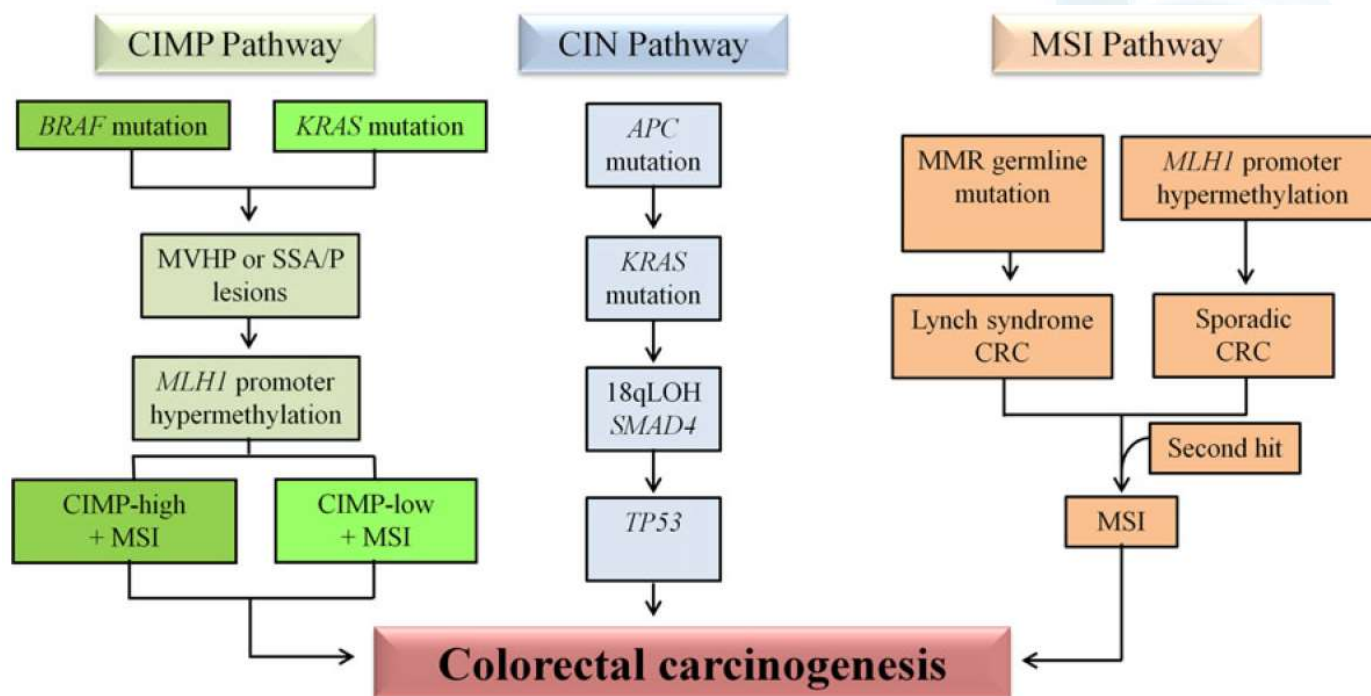 CIMP Pathway
BRAF mutation
KRAS mutation
MVHP or SSA/P
lesions
MLH1 promoter
hypermethylation
CIMP-high
+ MSI
CIMP-low
+ MSI
CIN Pathway
APC
mutation
KRAS
mutation
18qLOH
SMAD4
TP53
MSI Pathway
MMR germline
mutation
MLH1 promoter
hypermethylation
Lynch syndrome
CRC
Sporadic
CRC
Second hit
MSI
Colorectal carcinogenesis